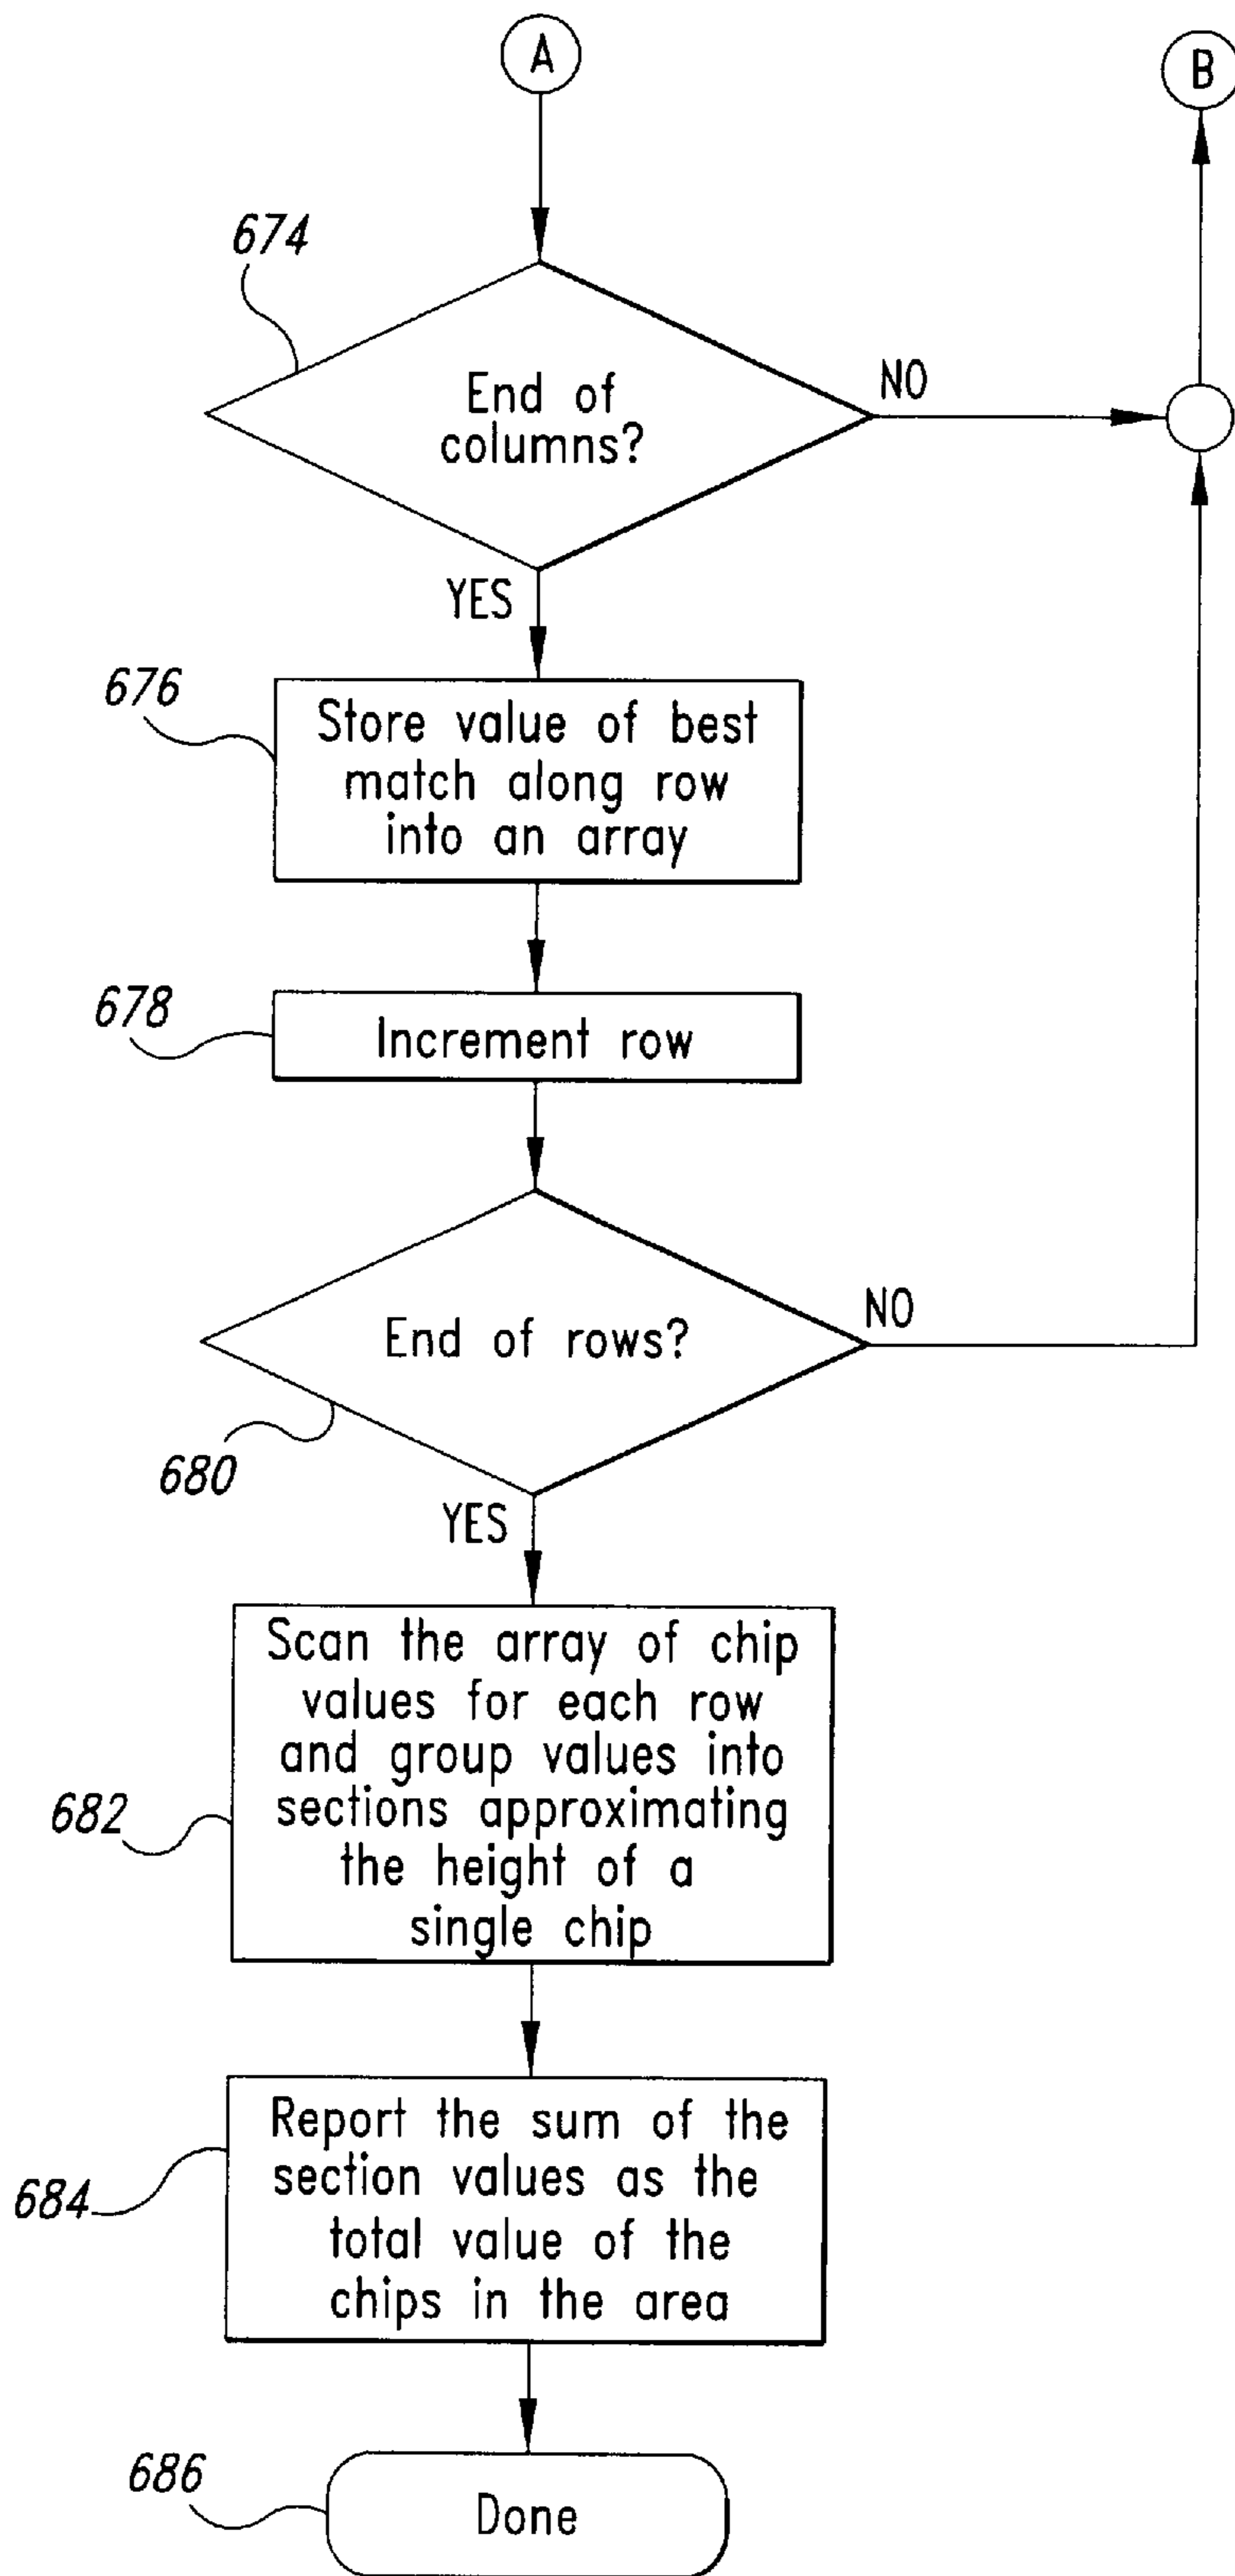 A
B
674
End of
columns?
NO
YES
676
Store value of best
match along row
into an array
678
Increment row
End of rows?
NO
680
YES
Scan the array of chip
values for each row
and group values into
sections approximating
the height of a
single chip
682
Report the sum of the
section values as the
total value of the
chips in the area
684
686
Done